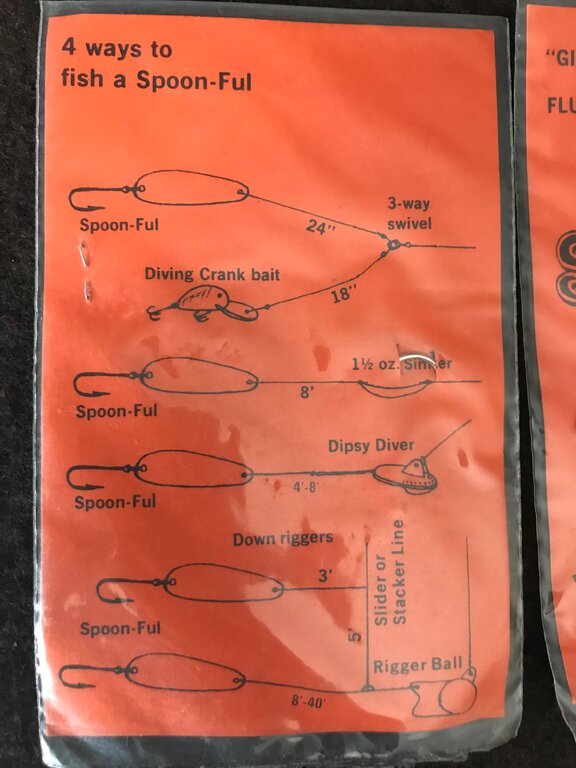 4 ways to
fish a Spoon-Ful
3-way
swivel
Spoon-Ful
24"
Diving Crank bait
18"
1½ oz. Sinker
8'
Spoon-Ful
Dipsy Diver
4'-8'
Spoon-Ful
Down riggers
3'
Slider or
Stacker Line
5'
Spoon-Ful
Rigger Ball
8'-40'
"GI
FLU